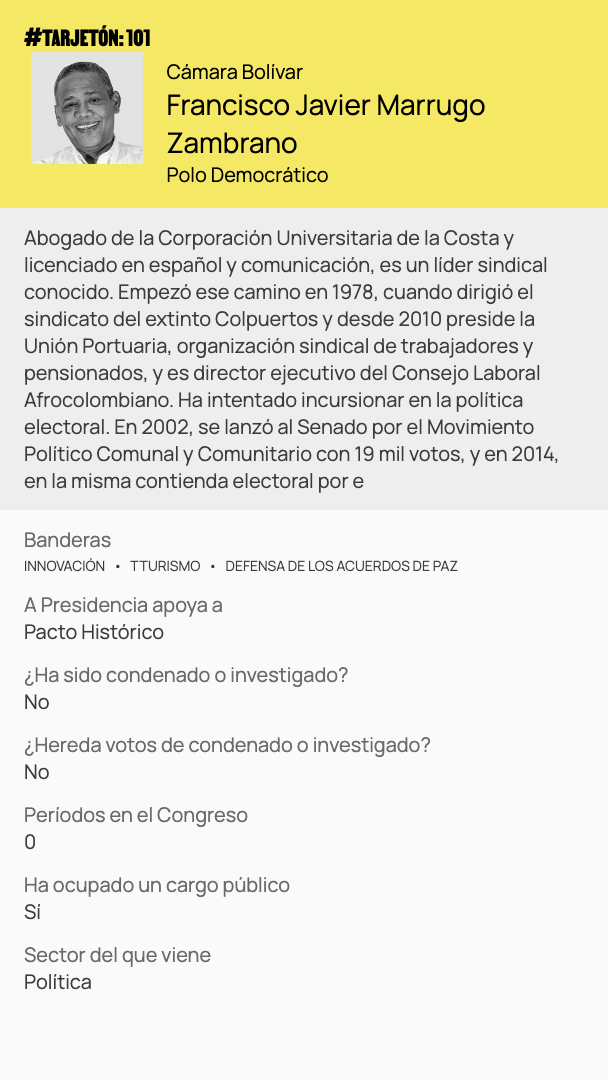 #TARJETÓN: 101
Cámara Bolívar
Francisco Javier Marrugo
Zambrano
Polo Democrático
Abogado de la Corporación Universitaria de la Costa y
licenciado en español y comunicación, es un líder sindical
conocido. Empezó ese camino en 1978, cuando dirigió el
sindicato del extinto Colpuertos y desde 2010 preside la
Unión Portuaria, organización sindical de trabajadores y
pensionados, y es director ejecutivo del Consejo Laboral
Afrocolombiano. Ha intentado incursionar en la política
electoral. En 2002, se lanzó al Senado por el Movimiento
Político Comunal y Comunitario con 19 mil votos, y en 2014,
en la misma contienda electoral por e
Banderas
INNOVACIÓN • TTURISMO • DEFENSA DE LOS ACUERDOS DE PAZ
A Presidencia apoya a
Pacto Histórico
¿Ha sido condenado o investigado?
No
¿Hereda votos de condenado o investigado?
No
Períodos en el Congreso
0
Ha ocupado un cargo público
Sí
Sector del que viene
Política